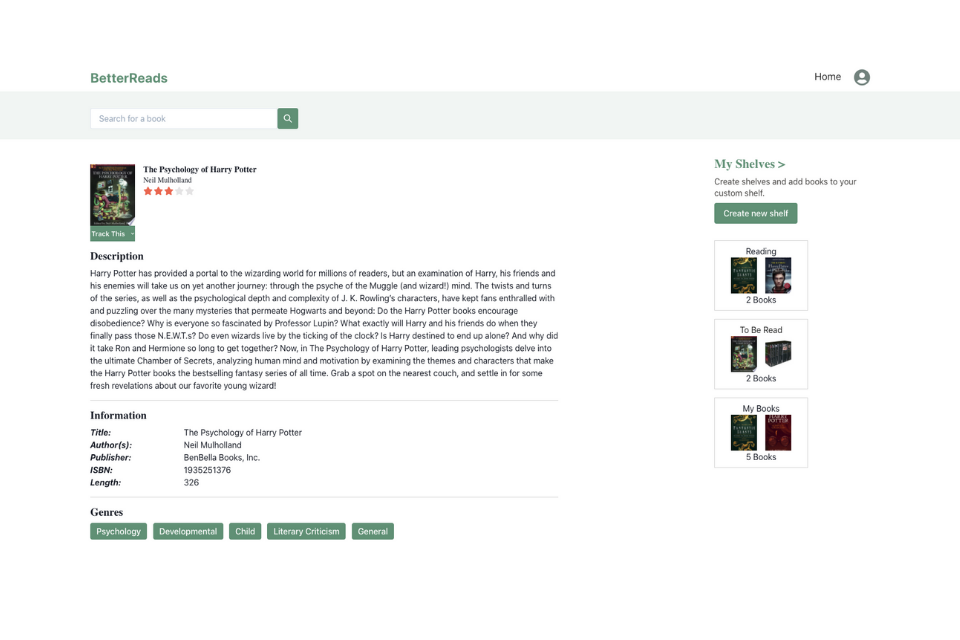 BetterReads
Home
Search for a book
The Psychology of Harry Potter
Neil Mulholland
Track This
Description
Harry Potter has provided a portal to the wizarding world for millions of readers, but an examination of Harry, his friends and
his enemies will take us on yet another journey: through the psyche of the Muggle (and wizard!) mind. The twists and turns
of the series, as well as the psychological depth and complexity of J. K. Rowling's characters, have kept fans enthralled with
and puzzling over the many mysteries that permeate Hogwarts and beyond: Do the Harry Potter books encourage
disobedience? Why is everyone so fascinated by Professor Lupin? What exactly will Harry and his friends do when they
finally pass those N.E.W.T.s? Do even wizards live by the ticking of the clock? Is Harry destined to end up alone? And why did
it take Ron and Hermione so long to get together? Now, in The Psychology of Harry Potter, leading psychologists delve into
the ultimate Chamber of Secrets, analyzing human mind and motivation by examining the themes and characters that make
the Harry Potter books the bestselling fantasy series of all time. Grab a spot on the nearest couch, and settle in for some
fresh revelations about our favorite young wizard!
Information
Title: The Psychology of Harry Potter
Author(s): Neil Mulholland
Publisher: BenBella Books, Inc.
ISBN: 1935251376
Length: 326
Genres
Psychology Developmental Child Literary Criticism General
My Shelves >
Create shelves and add books to your
custom shelf.
Create new shelf
Reading
2 Books
To Be Read
2 Books
My Books
POTTER
5 Books